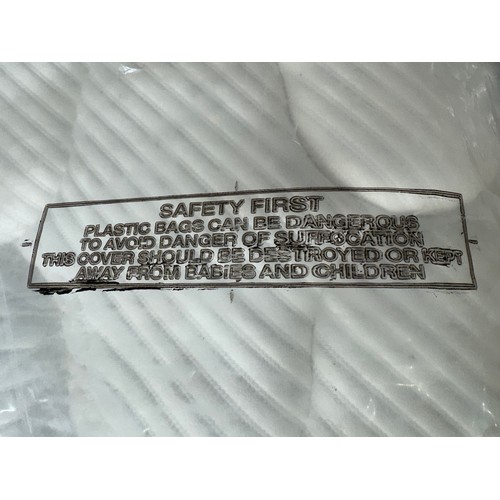 SAFETY FIRST
PLASTIC BAGS CAN BE DANGEROUS
TO AVOID DANGER OF SUFFOCATION
THIS COVER SHOULD BE DESTROYED OR KEPT
AWAY FROM BABIES AND CHILDREN